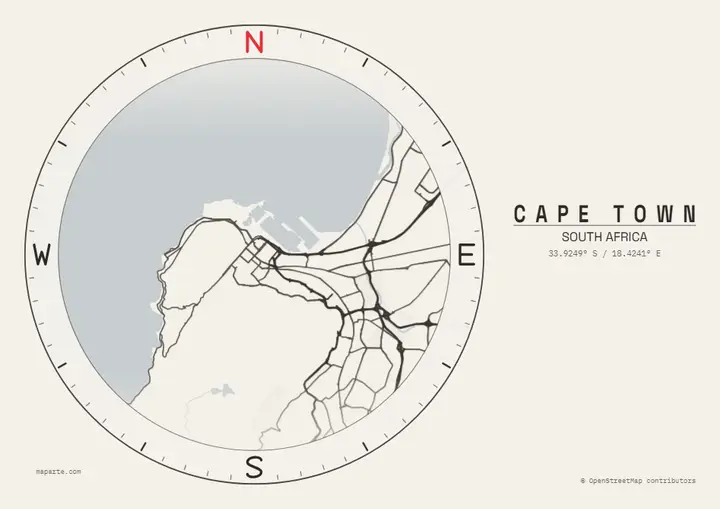 N
W
E
S
CAPE TOWN
SOUTH AFRICA
33.9249° S / 18.4241° E
maparte.com
© OpenStreetMap contributors